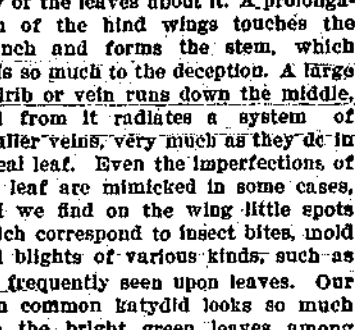 of the leaves about it. A prolonga-
of the hind wings touches the
nch and forms the stem, which
s so much to the deception. A large
drib or vein runs down the middle,
from it radiates a system of
aller veins, very much as they do in
eal leaf. Even the imperfections of
leaf are mimicked in some cases,
we find on the wing little spots
ich correspond to insect bites, mold
blights of various kinds, such as
frequently seen upon leaves. Our
common katydid looks so much
the bright green leaves among